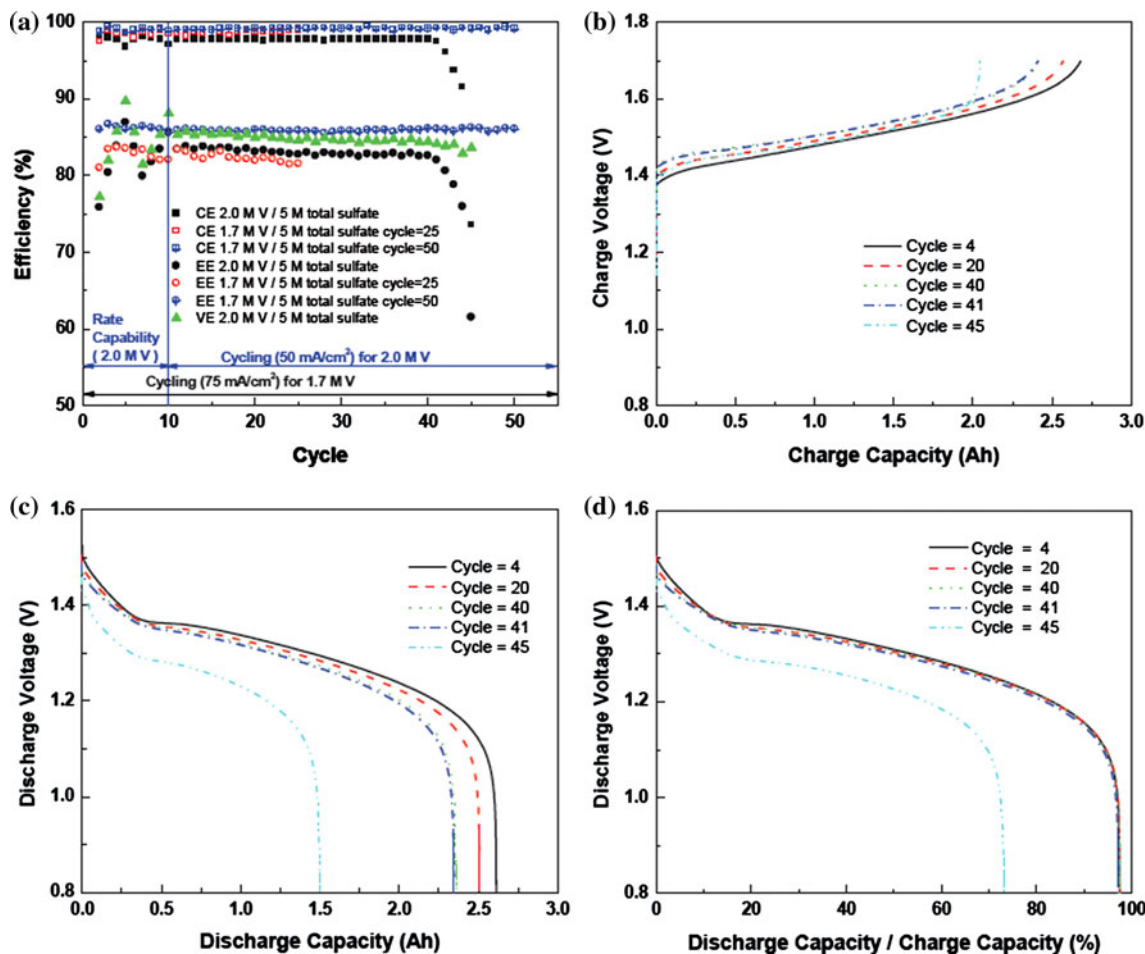 (a)
100
90
80
70
60
50
Efficiency (%)
CE 2.0 M V / 5 M total sulfate
CE 1.7 M V / 5 M total sulfate cycle=25
CE 1.7 M V / 5 M total sulfate cycle=50
EE 2.0 M V / 5 M total sulfate
EE 1.7 M V / 5 M total sulfate cycle=25
EE 1.7 M V / 5 M total sulfate cycle=50
VE 2.0 M V / 5 M total sulfate
Rate
Capability
( 2.0 M V )
Cycling (50 mA/cm²) for 2.0 M V
Cycling (75 mA/cm²) for 1.7 M V
0 10 20 30 40 50
Cycle
(b)
1.8
1.6
1.4
1.2
1.0
0.8
Charge Voltage (V)
Cycle = 4
Cycle = 20
Cycle = 40
Cycle = 41
Cycle = 45
0.0 0.5 1.0 1.5 2.0 2.5 3.0
Charge Capacity (Ah)
(c)
1.6
1.4
1.2
1.0
0.8
Discharge Voltage (V)
Cycle = 4
Cycle = 20
Cycle = 40
Cycle = 41
Cycle = 45
0.0 0.5 1.0 1.5 2.0 2.5 3.0
Discharge Capacity (Ah)
(d)
1.6
1.4
1.2
1.0
0.8
Discharge Voltage (V)
Cycle = 4
Cycle = 20
Cycle = 40
Cycle = 41
Cycle = 45
0 20 40 60 80 100
Discharge Capacity / Charge Capacity (%)